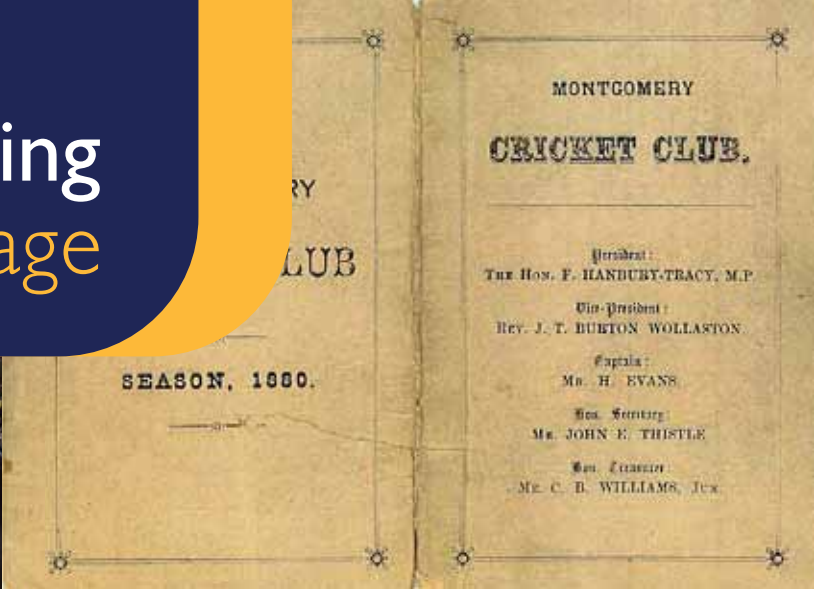 ing
age
RY
LUB
SEASON, 1880.
MONTGOMERY
CRICKET CLUB.
President:
THE HON. F. HANBURY-TRACY, M.P.
Vice-President:
REV. J. T. BURTON WOLLASTON.
Captain:
MR. H. EVANS.
Hon. Secretary:
MR. JOHN E. THISTLE
Hon. Treasurer:
MR. C. B. WILLIAMS, JUN.